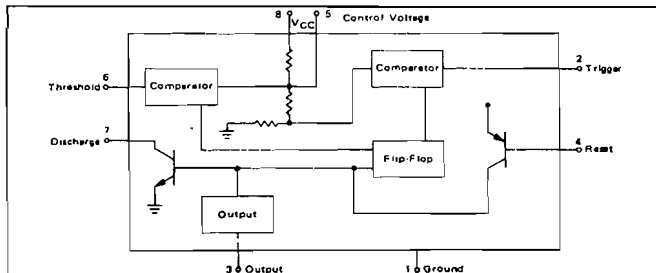 8 5 Control Voltage
VCC
2
6 Comparator Comparator Trigger
Threshold
7
Discharge 4
Flip-Flop Reset
Output
3 Output 1 Ground